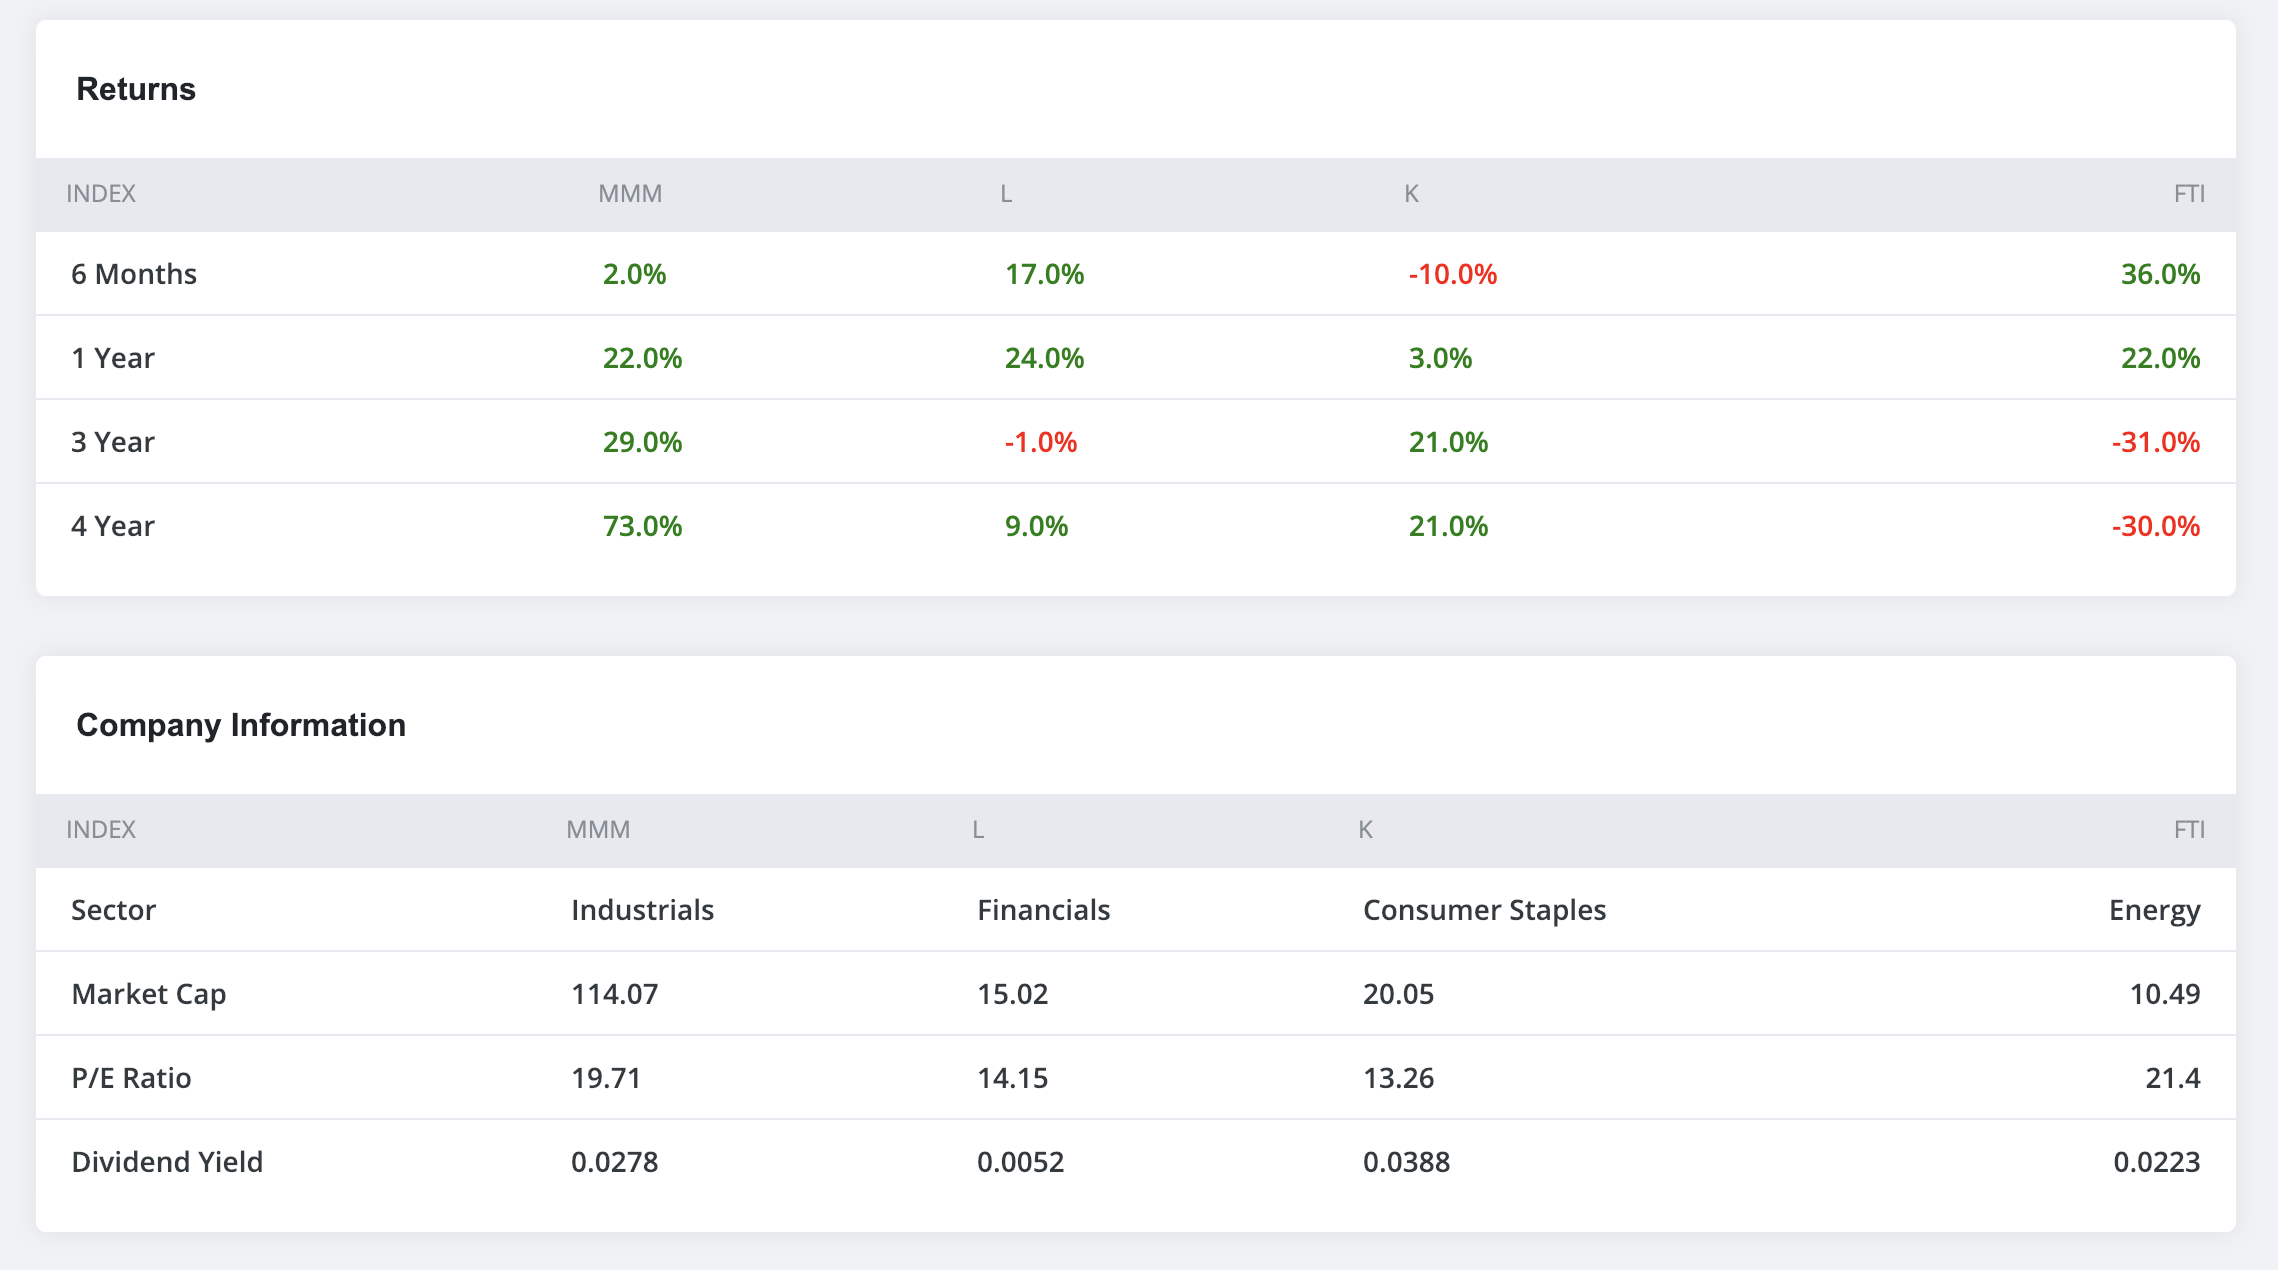 Returns
INDEX MMM L K FTI
6 Months 2.0% 17.0% -10.0% 36.0%
1 Year 22.0% 24.0% 3.0% 22.0%
3 Year 29.0% -1.0% 21.0% -31.0%
4 Year 73.0% 9.0% 21.0% -30.0%
Company Information
INDEX MMM L K FTI
Sector Industrials Financials Consumer Staples Energy
Market Cap 114.07 15.02 20.05 10.49
P/E Ratio 19.71 14.15 13.26 21.4
Dividend Yield 0.0278 0.0052 0.0388 0.0223